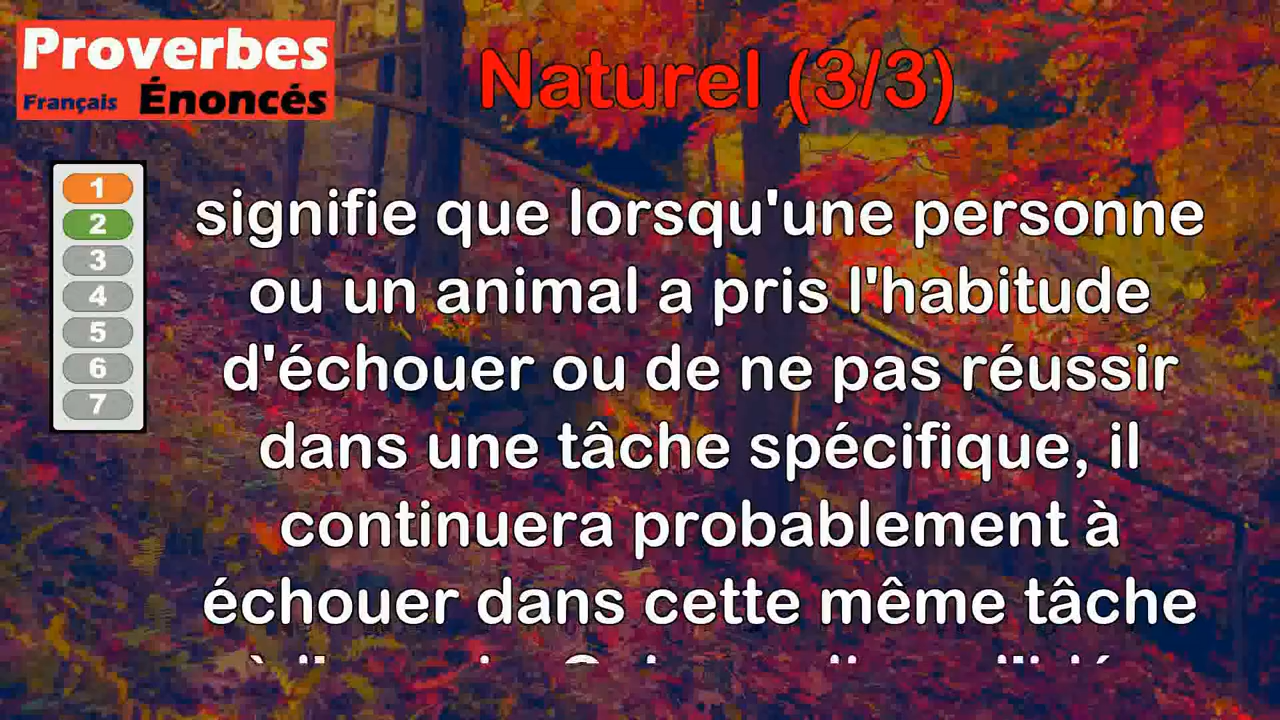 Proverbes
Français Énoncés
Naturel (3/3)
1
2
3
4
5
6
7
signifie que lorsqu'une personne
ou un animal a pris l'habitude
d'échouer ou de ne pas réussir
dans une tâche spécifique, il
continuera probablement à
échouer dans cette même tâche